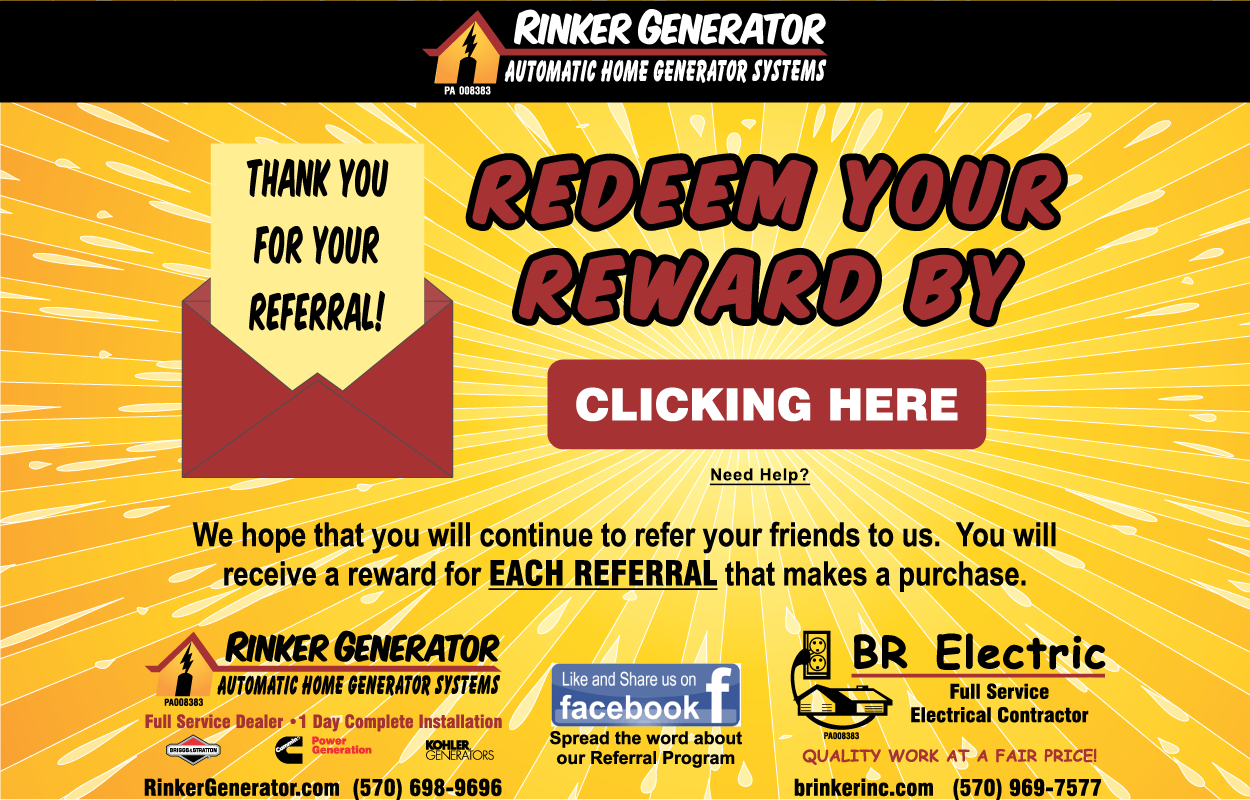 RINKER GENERATOR
AUTOMATIC HOME GENERATOR SYSTEMS
PA 008383
THANK YOU
FOR YOUR
REFERRAL!
REDEEM YOUR
REWARD BY
CLICKING HERE
Need Help?
We hope that you will continue to refer your friends to us. You will
receive a reward for EACH REFERRAL that makes a purchase.
RINKER GENERATOR
AUTOMATIC HOME GENERATOR SYSTEMS
PA008383
Full Service Dealer • 1 Day Complete Installation
BRIGGS&STRATTON
Cummins
Power
Generation
KOHLER
GENERATORS
RinkerGenerator.com (570) 698-9696
Like and Share us on
facebook
f
Spread the word about
our Referral Program
BR Electric
Full Service
Electrical Contractor
PA008383
QUALITY WORK AT A FAIR PRICE!
brinkerinc.com (570) 969-7577